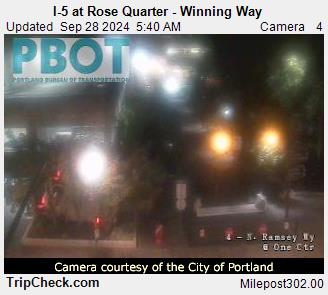 I-5 at Rose Quarter - Winning Way
Updated Sep 28 2024 5:40 AM Camera 4
PBOT
PORTLAND BUREAU OF TRANSPORTATION
4 - N. Ramsey Wy
@ One Ctr
Camera courtesy of the City of Portland
TripCheck.com Milepost302.00